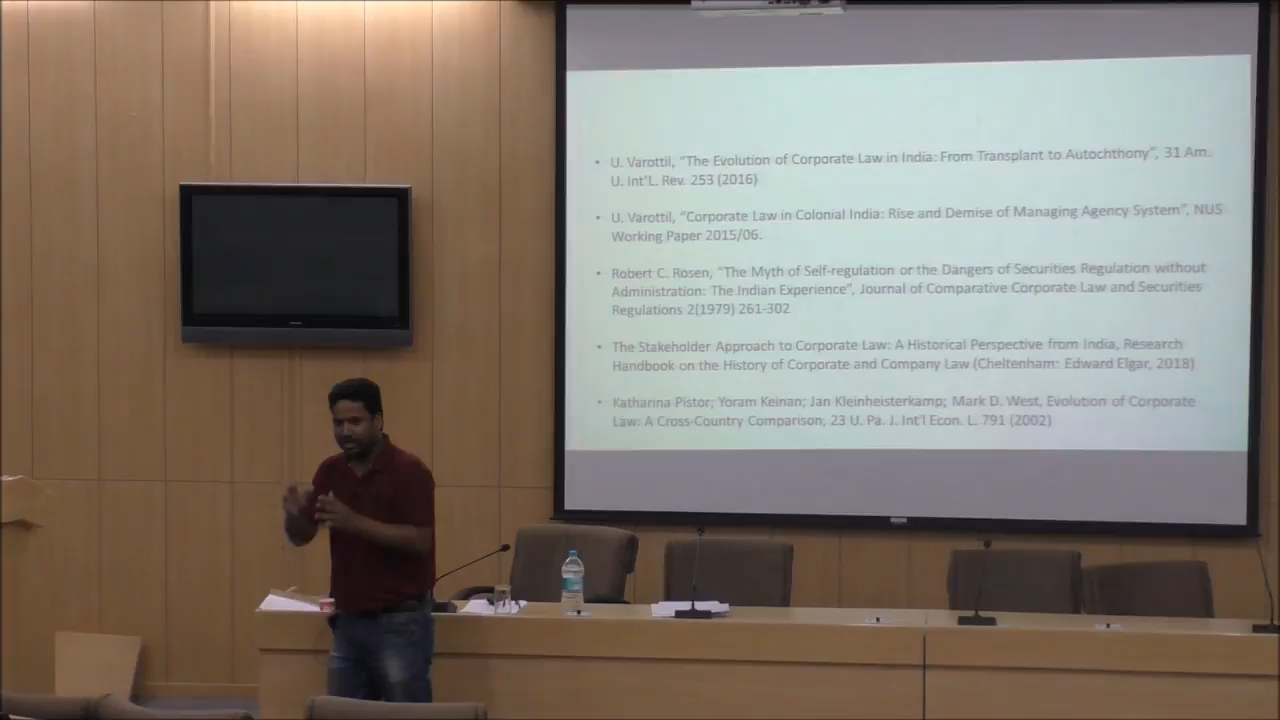 • U. Varottil, “The Evolution of Corporate Law in India: From Transplant to Autochthony”, 31 Am.
U. Int’L. Rev. 253 (2016)
• U. Varottil, “Corporate Law in Colonial India: Rise and Demise of Managing Agency System”, NUS
Working Paper 2015/06.
• Robert C. Rosen, “The Myth of Self-regulation or the Dangers of Securities Regulation without
Administration: The Indian Experience”, Journal of Comparative Corporate Law and Securities
Regulations 2(1979) 261-302
• The Stakeholder Approach to Corporate Law: A Historical Perspective from India, Research
Handbook on the History of Corporate and Company Law (Cheltenham: Edward Elgar, 2018)
• Katharina Pistor; Yoram Keinan; Jan Kleinheisterkamp; Mark D. West, Evolution of Corporate
Law: A Cross-Country Comparison, 23 U. Pa. J. Int'l Econ. L. 791 (2002)